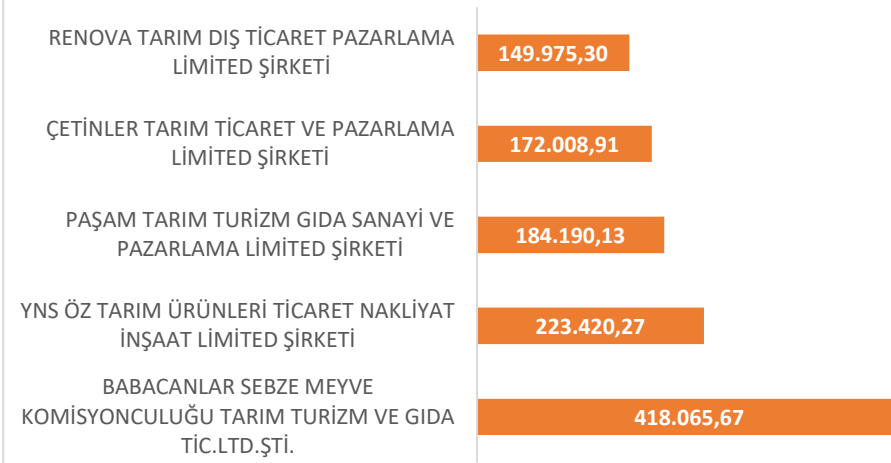 RENOVA TARIM DIŞ TİCARET PAZARLAMA
LİMİTED ŞİRKETİ
149.975,30
ÇETİNLER TARIM TİCARET VE PAZARLAMA
LİMİTED ŞİRKETİ
172.008,91
PAŞAM TARIM TURİZM GIDA SANAYİ VE
PAZARLAMA LİMİTED ŞİRKETİ
184.190,13
YNS ÖZ TARIM ÜRÜNLERİ TİCARET NAKLİYAT
İNŞAAT LİMİTED ŞİRKETİ
223.420,27
BABACANLAR SEBZE MEYVE
KOMİSYONCULUĞU TARIM TURİZM VE GIDA
TİC.LTD.ŞTİ.
418.065,67